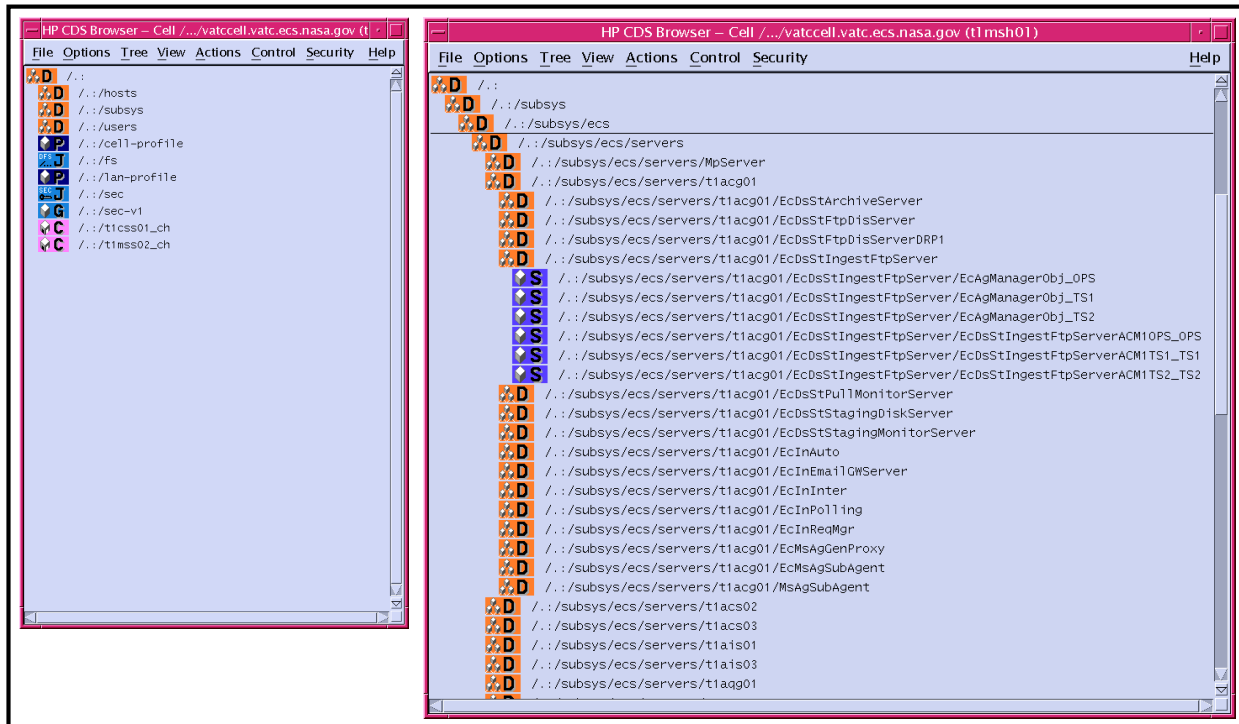 HP CDS Browser – Cell /.../vatccell.vatc.ecs.nasa.gov (t
File Options Tree View Actions Control Security Help
D /.:
D /.:/hosts
D /.:/subsys
D /.:/users
P /.:/cell-profile
DFS J /.:/fs
P /.:/lan-profile
SEC J /.:/sec
G /.:/sec-v1
C /.:/t1css01_ch
C /.:/t1mss02_ch
HP CDS Browser – Cell /.../vatccell.vatc.ecs.nasa.gov (t1msh01)
File Options Tree View Actions Control Security Help
D /.:
D /.:/subsys
D /.:/subsys/ecs
D /.:/subsys/ecs/servers
D /.:/subsys/ecs/servers/MpServer
D /.:/subsys/ecs/servers/t1acg01
D /.:/subsys/ecs/servers/t1acg01/EcDsStArchiveServer
D /.:/subsys/ecs/servers/t1acg01/EcDsStFtpDisServer
D /.:/subsys/ecs/servers/t1acg01/EcDsStFtpDisServerDRP1
D /.:/subsys/ecs/servers/t1acg01/EcDsStIngestFtpServer
S /.:/subsys/ecs/servers/t1acg01/EcDsStIngestFtpServer/EcAgManagerObj_OPS
S /.:/subsys/ecs/servers/t1acg01/EcDsStIngestFtpServer/EcAgManagerObj_TS1
S /.:/subsys/ecs/servers/t1acg01/EcDsStIngestFtpServer/EcAgManagerObj_TS2
S /.:/subsys/ecs/servers/t1acg01/EcDsStIngestFtpServer/EcDsStIngestFtpServerACM1OPS_OPS
S /.:/subsys/ecs/servers/t1acg01/EcDsStIngestFtpServer/EcDsStIngestFtpServerACM1TS1_TS1
S /.:/subsys/ecs/servers/t1acg01/EcDsStIngestFtpServer/EcDsStIngestFtpServerACM1TS2_TS2
D /.:/subsys/ecs/servers/t1acg01/EcDsStPullMonitorServer
D /.:/subsys/ecs/servers/t1acg01/EcDsStStagingDiskServer
D /.:/subsys/ecs/servers/t1acg01/EcDsStStagingMonitorServer
D /.:/subsys/ecs/servers/t1acg01/EcInAuto
D /.:/subsys/ecs/servers/t1acg01/EcInEmailGWServer
D /.:/subsys/ecs/servers/t1acg01/EcInInter
D /.:/subsys/ecs/servers/t1acg01/EcInPolling
D /.:/subsys/ecs/servers/t1acg01/EcInReqMgr
D /.:/subsys/ecs/servers/t1acg01/EcMsAgGenProxy
D /.:/subsys/ecs/servers/t1acg01/EcMsAgSubAgent
D /.:/subsys/ecs/servers/t1acg01/MsAgSubAgent
D /.:/subsys/ecs/servers/t1acs02
D /.:/subsys/ecs/servers/t1acs03
D /.:/subsys/ecs/servers/t1ais01
D /.:/subsys/ecs/servers/t1ais03
D /.:/subsys/ecs/servers/t1aqg01